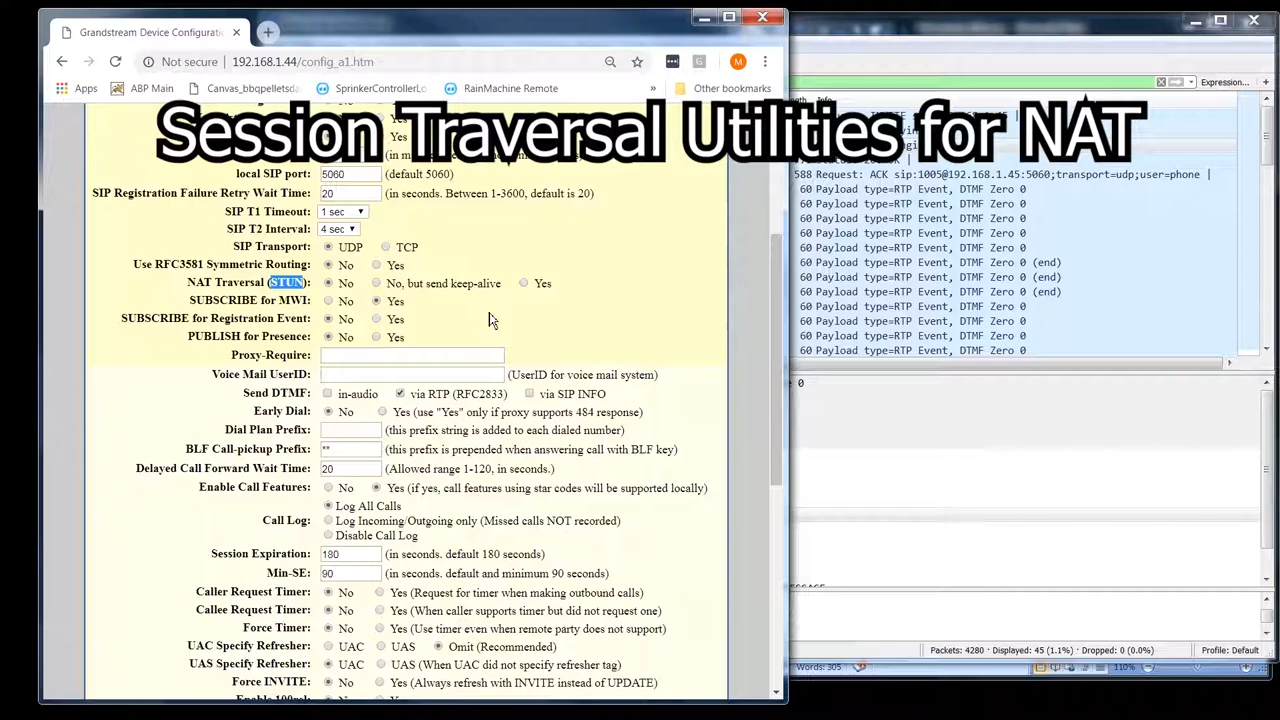 Grandstream Device Configurati
Not secure | 192.168.1.44/config_a1.htm
M
Apps ABP Main Canvas_bbqpelletsda SprinkerControllerLo RainMachine Remote » Other bookmarks
Session Traversal Utilities for NAT
local SIP port: 5060 (default 5060)
SIP Registration Failure Retry Wait Time: 20 (in seconds. Between 1-3600, default is 20)
SIP T1 Timeout: 1 sec
SIP T2 Interval: 4 sec
SIP Transport: UDP TCP
Use RFC3581 Symmetric Routing: No Yes
NAT Traversal (STUN): No No, but send keep-alive Yes
SUBSCRIBE for MWI: No Yes
SUBSCRIBE for Registration Event: No Yes
PUBLISH for Presence: No Yes
Proxy-Require:
Voice Mail UserID: (UserID for voice mail system)
Send DTMF: in-audio via RTP (RFC2833) via SIP INFO
Early Dial: No Yes (use "Yes" only if proxy supports 484 response)
Dial Plan Prefix: (this prefix string is added to each dialed number)
BLF Call-pickup Prefix: ** (this prefix is prepended when answering call with BLF key)
Delayed Call Forward Wait Time: 20 (Allowed range 1-120, in seconds.)
Enable Call Features: No Yes (if yes, call features using star codes will be supported locally)
Log All Calls
Call Log: Log Incoming/Outgoing only (Missed calls NOT recorded)
Disable Call Log
Session Expiration: 180 (in seconds. default 180 seconds)
Min-SE: 90 (in seconds. default and minimum 90 seconds)
Caller Request Timer: No Yes (Request for timer when making outbound calls)
Callee Request Timer: No Yes (When caller supports timer but did not request one)
Force Timer: No Yes (Use timer even when remote party does not support)
UAC Specify Refresher: UAC UAS Omit (Recommended)
UAS Specify Refresher: UAC UAS (When UAC did not specify refresher tag)
Force INVITE: No Yes (Always refresh with INVITE instead of UPDATE)
Expression...
588 Request: ACK sip:1005@192.168.1.45:5060;transport=udp;user=phone |
60 Payload type=RTP Event, DTMF Zero 0
60 Payload type=RTP Event, DTMF Zero 0
60 Payload type=RTP Event, DTMF Zero 0
60 Payload type=RTP Event, DTMF Zero 0
60 Payload type=RTP Event, DTMF Zero 0
60 Payload type=RTP Event, DTMF Zero 0 (end)
60 Payload type=RTP Event, DTMF Zero 0 (end)
60 Payload type=RTP Event, DTMF Zero 0 (end)
60 Payload type=RTP Event, DTMF Zero 0
60 Payload type=RTP Event, DTMF Zero 0
60 Payload type=RTP Event, DTMF Zero 0
60 Payload type=RTP Event, DTMF Zero 0
Packets: 4280 · Displayed: 45 (1.1%) · Dropped: 0 (0.0%) Profile: Default
Words: 305 110%